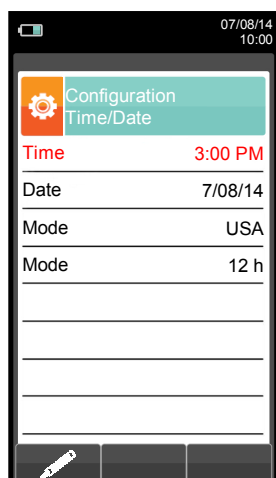 07/08/14
10:00
Configuration
Time/Date
Time 3:00 PM
Date 7/08/14
Mode USA
Mode 12 h